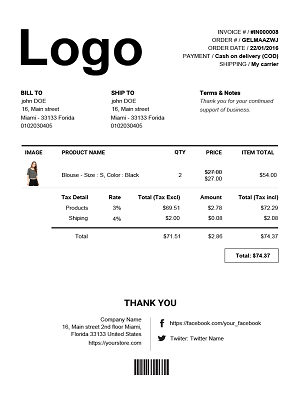 Logo
INVOICE # / #IN000008
ORDER # / GELMAAZWJ
ORDER DATE / 22/01/2016
PAYMENT / Cash on delivery (COD)
SHIPPING / My carrier
BILL TO
john DOE
16, Main street
Miami - 33133 Florida
0102030405
SHIP TO
john DOE
16, Main street
Miami - 33133 Florida
0102030405
Terms & Notes
Thank you for your continued
support of business.
IMAGE PRODUCT NAME QTY PRICE ITEM TOTAL
Blouse - Size : S, Color : Black 2 $27.00 $54.00
$27.00
Tax Detail Rate Total (Tax Excl) Amount Total (Tax incl)
Products 3% $69.51 $2.78 $72.29
Shiping 4% $2.00 $0.08 $2.08
Total $71.51 $2.86 $74.37
Total: $74.37
THANK YOU
Company Name
16, Main street 2nd floor Miami,
Florida 33133 United States
https://yourstore.com
https://facebook.com/your_facebook
Twiiter: Twitter Name